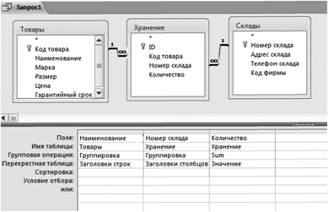 Запрос1
Товары
*
Код товара
Наименование
Марка
Размер
Цена
Гарантийный срок
1
∞
Хранение
*
ID
Код товара
Номер склада
Количество
1
∞
Склады
*
Номер склада
Адрес склада
Телефон склада
Код фирмы
Поле: Наименование Номер склада Количество
Имя таблицы: Товары Хранение Хранение
Групповая операция: Группировка Группировка Sum
Перекрестная таблица: Заголовки строк Заголовки столбцов Значение
Сортировка:
Условие отбора:
или: